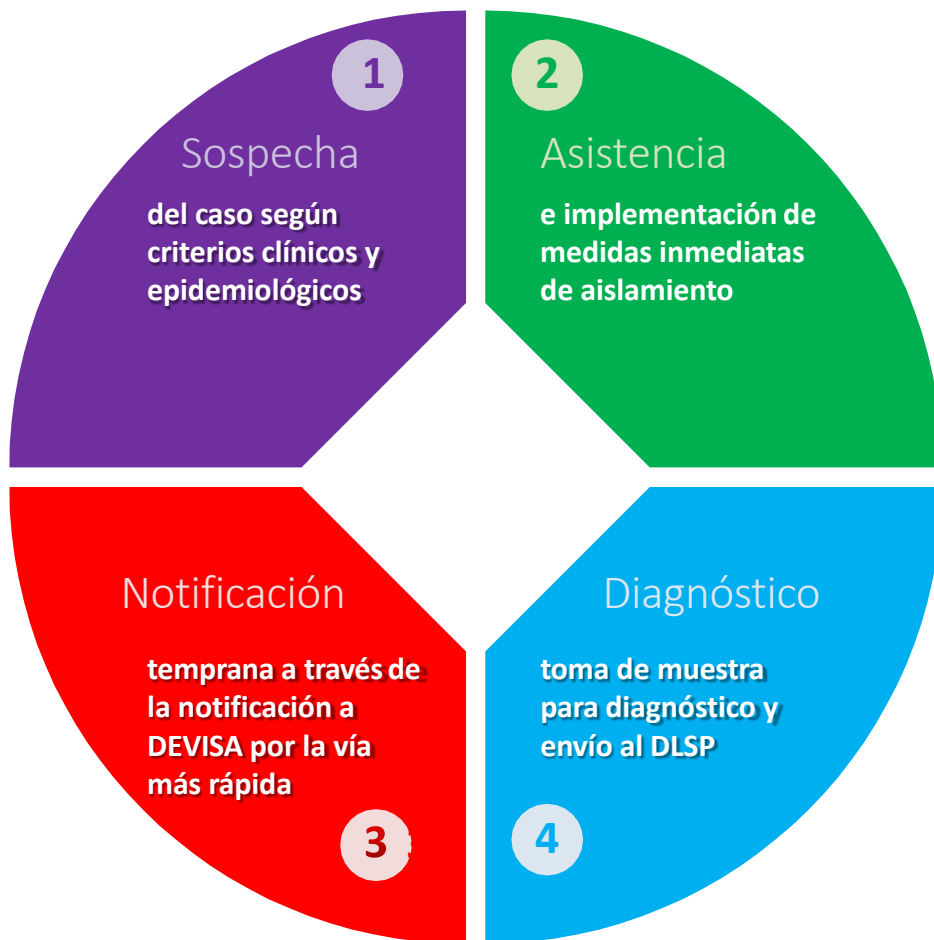 1
Sospecha
del caso según
criterios clínicos y
epidemiológicos
2
Asistencia
e implementación de
medidas inmediatas
de aislamiento
Notificación
temprana a través de
la notificación a
DEVISA por la vía
más rápida
3
Diagnóstico
toma de muestra
para diagnóstico y
envío al DLSP
4